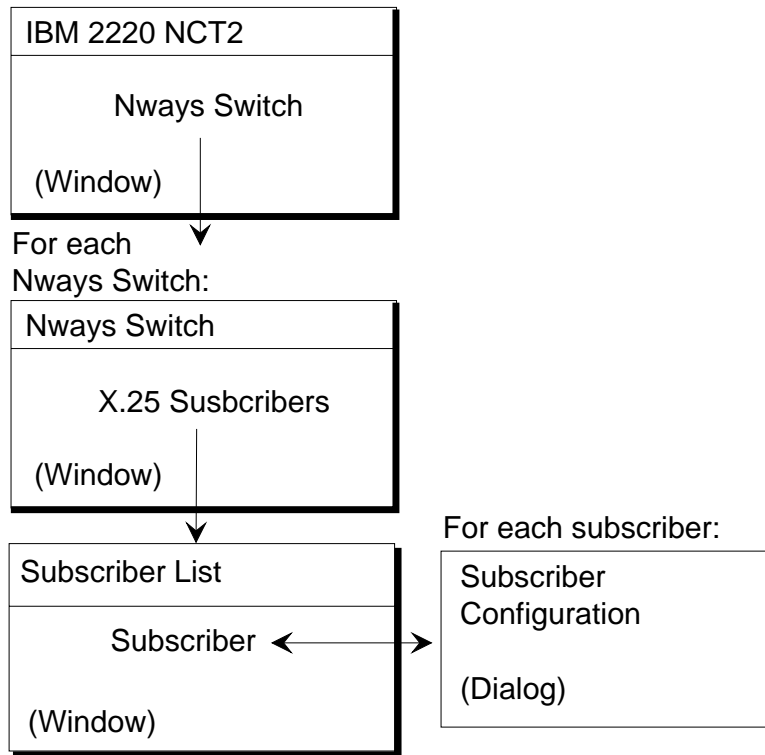 IBM 2220 NCT2
Nways Switch
(Window)
For each
Nways Switch:
Nways Switch
X.25 Susbcribers
(Window)
Subscriber List
Subscriber
(Window)
For each subscriber:
Subscriber
Configuration
(Dialog)